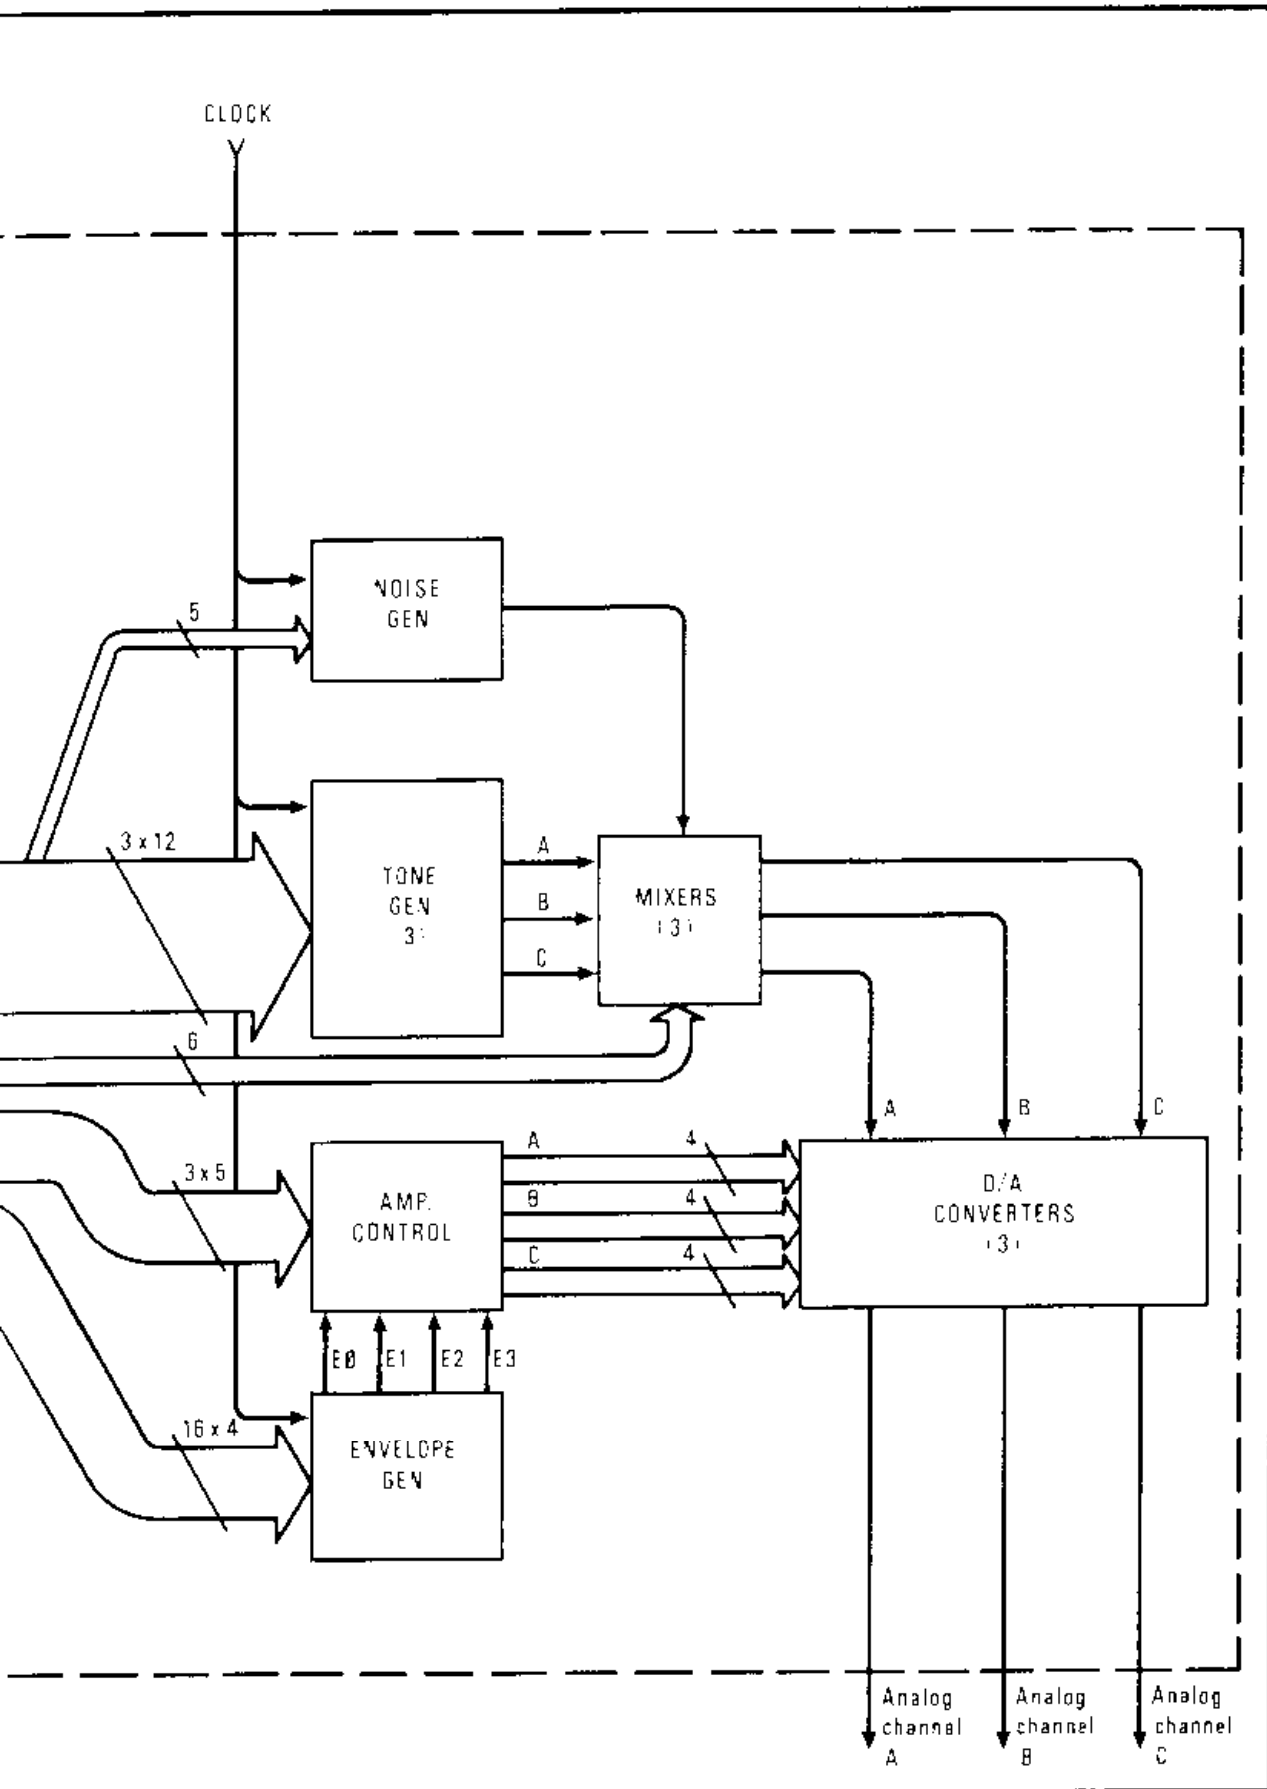 CLOCK
NOISE
GEN
5
3 x 12
TONE
GEN
3
A
B
C
MIXERS
(3)
6
A
B
C
3 x 5
AMP.
CONTROL
A
4
B
4
C
4
D/A
CONVERTERS
(3)
E0
E1
E2
E3
16 x 4
ENVELOPE
GEN
Analog
channel
A
Analog
channel
B
Analog
channel
C